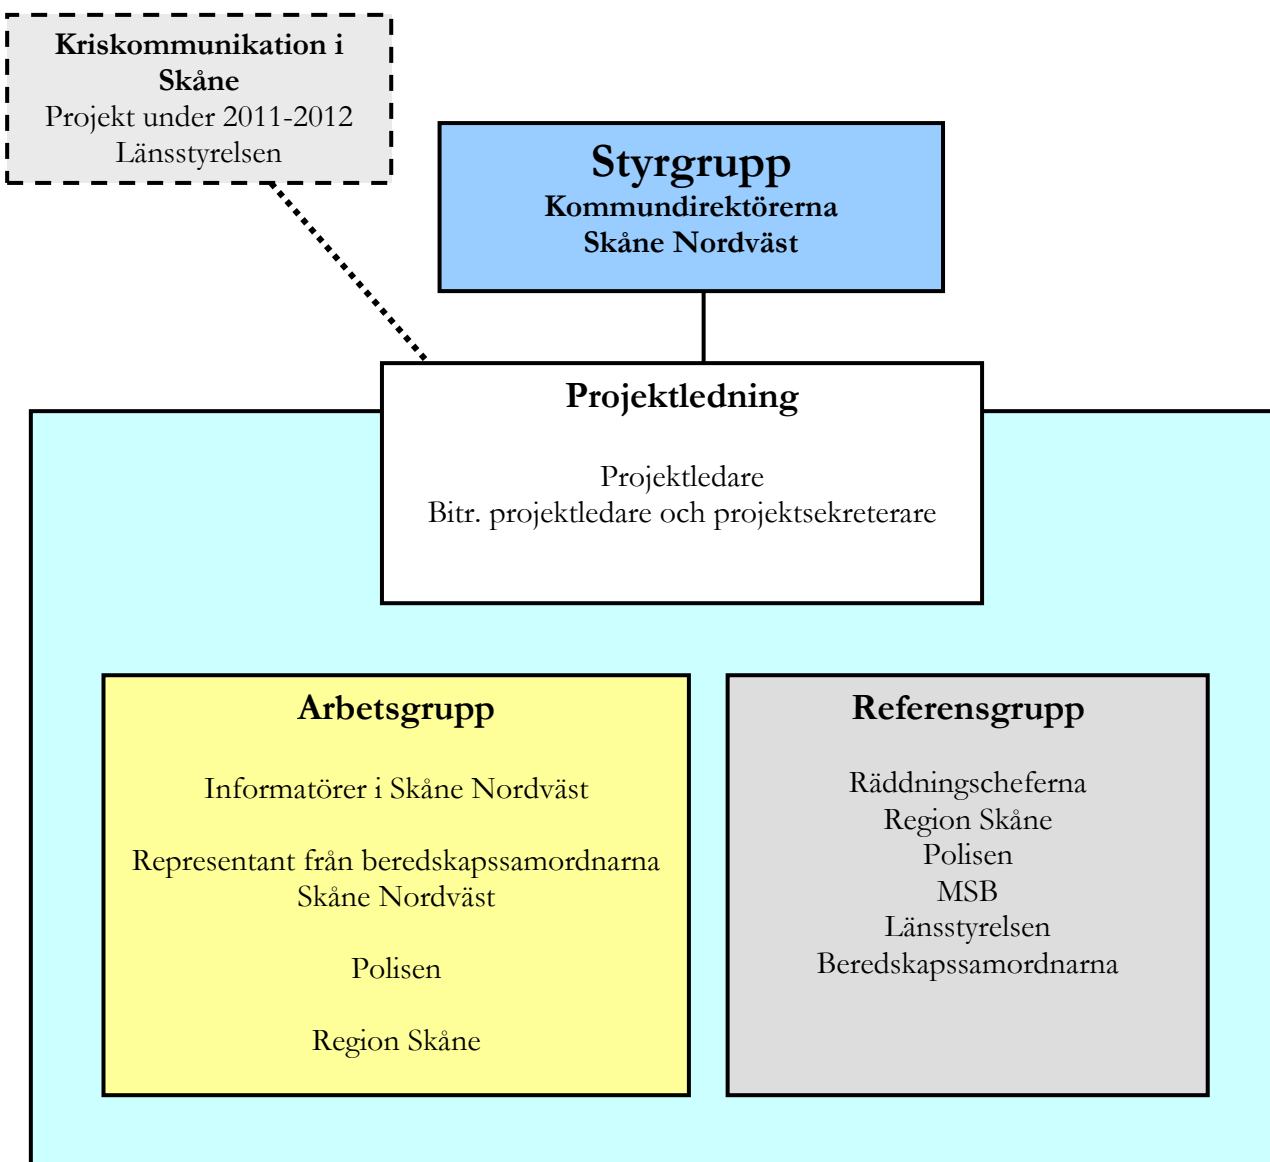 Kriskommunikation i
Skåne
Projekt under 2011-2012
Länsstyrelsen
Styrgrupp
Kommundirektörerna
Skåne Nordväst
Projektledning
Projektledare
Bitr. projektledare och projektsekreterare
Arbetsgrupp
Informatörer i Skåne Nordväst
Representant från beredskapssamordnarna
Skåne Nordväst
Polisen
Region Skåne
Referensgrupp
Räddningscheferna
Region Skåne
Polisen
MSB
Länsstyrelsen
Beredskapssamordnarna